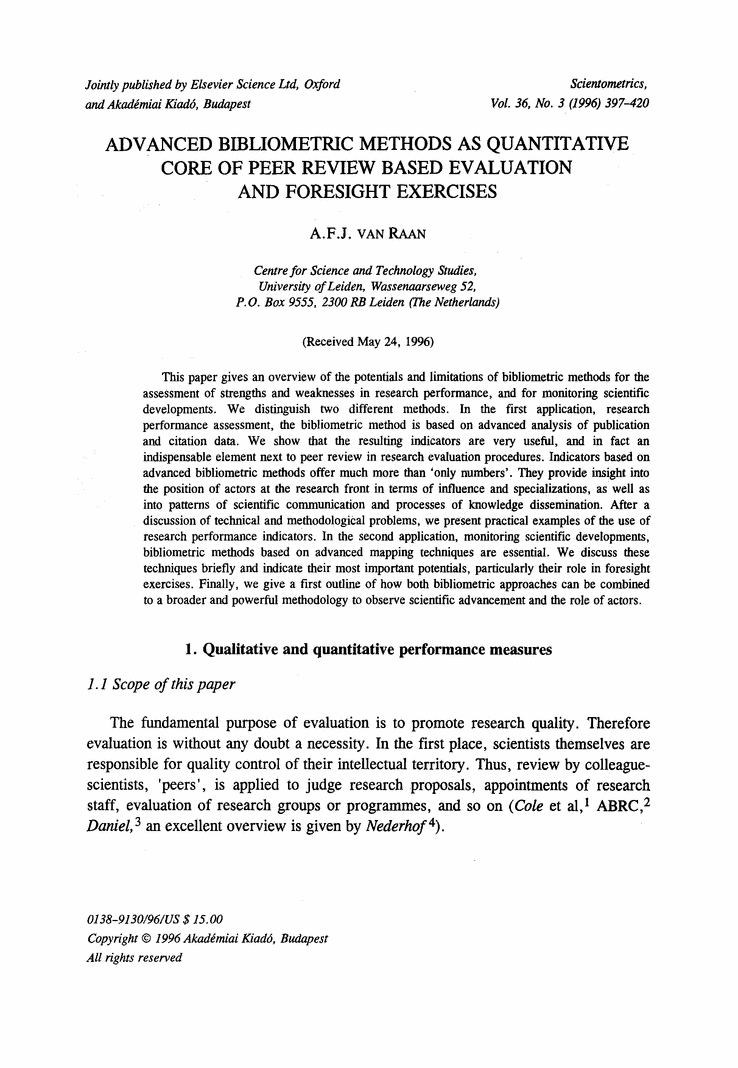 Jointly published by Elsevier Science Ltd, Oxford
and Akadémiai Kiadó, Budapest
Scientometrics,
Vol. 36, No. 3 (1996) 397–420
ADVANCED BIBLIOMETRIC METHODS AS QUANTITATIVE
CORE OF PEER REVIEW BASED EVALUATION
AND FORESIGHT EXERCISES
A.F.J. VAN RAAN
Centre for Science and Technology Studies,
University of Leiden, Wassenaarseweg 52,
P.O. Box 9555, 2300 RB Leiden (The Netherlands)
(Received May 24, 1996)
This paper gives an overview of the potentials and limitations of bibliometric methods for the
assessment of strengths and weaknesses in research performance, and for monitoring scientific
developments. We distinguish two different methods. In the first application, research
performance assessment, the bibliometric method is based on advanced analysis of publication
and citation data. We show that the resulting indicators are very useful, and in fact an
indispensable element next to peer review in research evaluation procedures. Indicators based on
advanced bibliometric methods offer much more than ‘only numbers’. They provide insight into
the position of actors at the research front in terms of influence and specializations, as well as
into patterns of scientific communication and processes of knowledge dissemination. After a
discussion of technical and methodological problems, we present practical examples of the use of
research performance indicators. In the second application, monitoring scientific developments,
bibliometric methods based on advanced mapping techniques are essential. We discuss these
techniques briefly and indicate their most important potentials, particularly their role in foresight
exercises. Finally, we give a first outline of how both bibliometric approaches can be combined
to a broader and powerful methodology to observe scientific advancement and the role of actors.
1. Qualitative and quantitative performance measures
1.1 Scope of this paper
The fundamental purpose of evaluation is to promote research quality. Therefore
evaluation is without any doubt a necessity. In the first place, scientists themselves are
responsible for quality control of their intellectual territory. Thus, review by colleague-
scientists, 'peers', is applied to judge research proposals, appointments of research
staff, evaluation of research groups or programmes, and so on (Cole et al,1 ABRC,2
Daniel,3 an excellent overview is given by Nederhof4).
0138–9130/96/US $ 15.00
Copyright © 1996 Akadémiai Kiadó, Budapest
All rights reserved